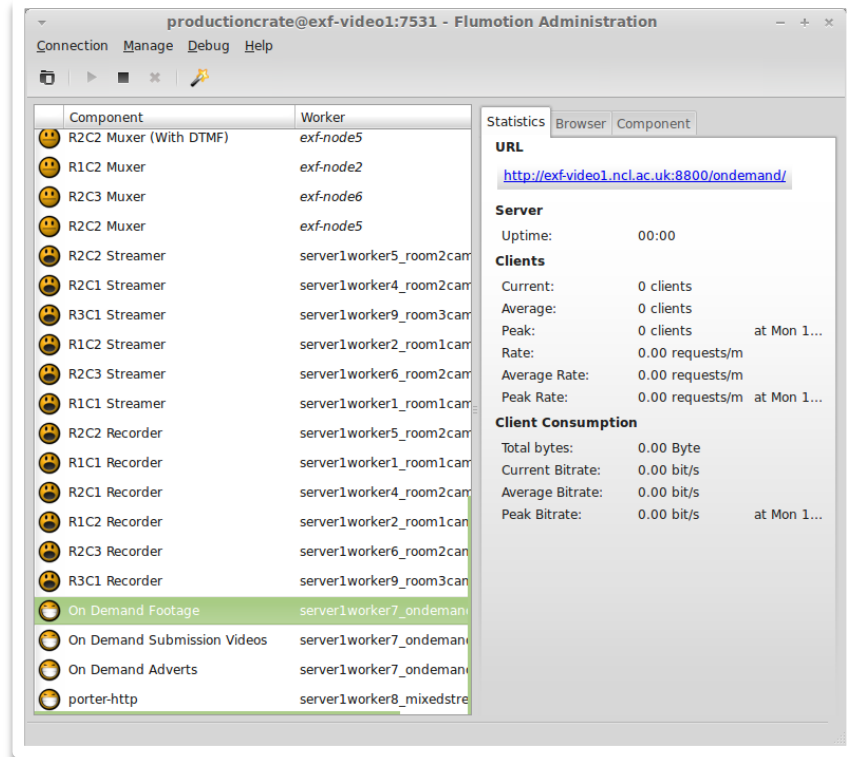 productioncrate@exf-video1:7531 - Flumotion Administration
Connection Manage Debug Help
Component Worker
R2C2 Muxer (With DTMF) exf-node5
R1C2 Muxer exf-node2
R2C3 Muxer exf-node6
R2C2 Muxer exf-node5
R2C2 Streamer server1worker5_room2cam
R2C1 Streamer server1worker4_room2cam
R3C1 Streamer server1worker9_room3cam
R1C2 Streamer server1worker2_room1cam
R2C3 Streamer server1worker6_room2cam
R1C1 Streamer server1worker1_room1cam
R2C2 Recorder server1worker5_room2cam
R1C1 Recorder server1worker1_room1cam
R2C1 Recorder server1worker4_room2cam
R1C2 Recorder server1worker2_room1cam
R2C3 Recorder server1worker6_room2cam
R3C1 Recorder server1worker9_room3cam
On Demand Footage server1worker7_ondeman
On Demand Submission Videos server1worker7_ondeman
On Demand Adverts server1worker7_ondeman
porter-http server1worker8_mixedstre
Statistics Browser Component
URL
http://exf-video1.ncl.ac.uk:8800/ondemand/
Server
Uptime: 00:00
Clients
Current: 0 clients
Average: 0 clients
Peak: 0 clients at Mon 1...
Rate: 0.00 requests/m
Average Rate: 0.00 requests/m
Peak Rate: 0.00 requests/m at Mon 1...
Client Consumption
Total bytes: 0.00 Byte
Current Bitrate: 0.00 bit/s
Average Bitrate: 0.00 bit/s
Peak Bitrate: 0.00 bit/s at Mon 1...